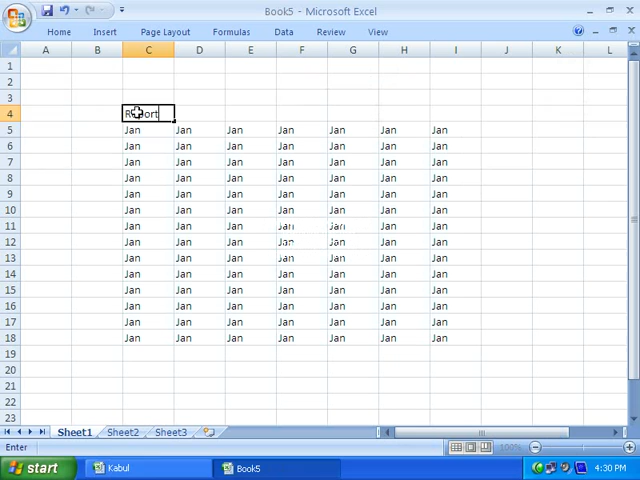 Book5 - Microsoft Excel
Home Insert Page Layout Formulas Data Review View
A B C D E F G H I J K L
1
2
3
4
5 Jan Jan Jan Jan Jan Jan Jan
6 Jan Jan Jan Jan Jan Jan Jan
7 Jan Jan Jan Jan Jan Jan Jan
8 Jan Jan Jan Jan Jan Jan Jan
9 Jan Jan Jan Jan Jan Jan Jan
10 Jan Jan Jan Jan Jan Jan Jan
11 Jan Jan Jan Jan Jan Jan Jan
12 Jan Jan Jan Jan Jan Jan Jan
13 Jan Jan Jan Jan Jan Jan Jan
14 Jan Jan Jan Jan Jan Jan Jan
15 Jan Jan Jan Jan Jan Jan Jan
16 Jan Jan Jan Jan Jan Jan Jan
17 Jan Jan Jan Jan Jan Jan Jan
18 Jan Jan Jan Jan Jan Jan Jan
19
20
21
22
23
Sheet1 Sheet2 Sheet3
Enter 100%
start Kabul Book5 4:30 PM